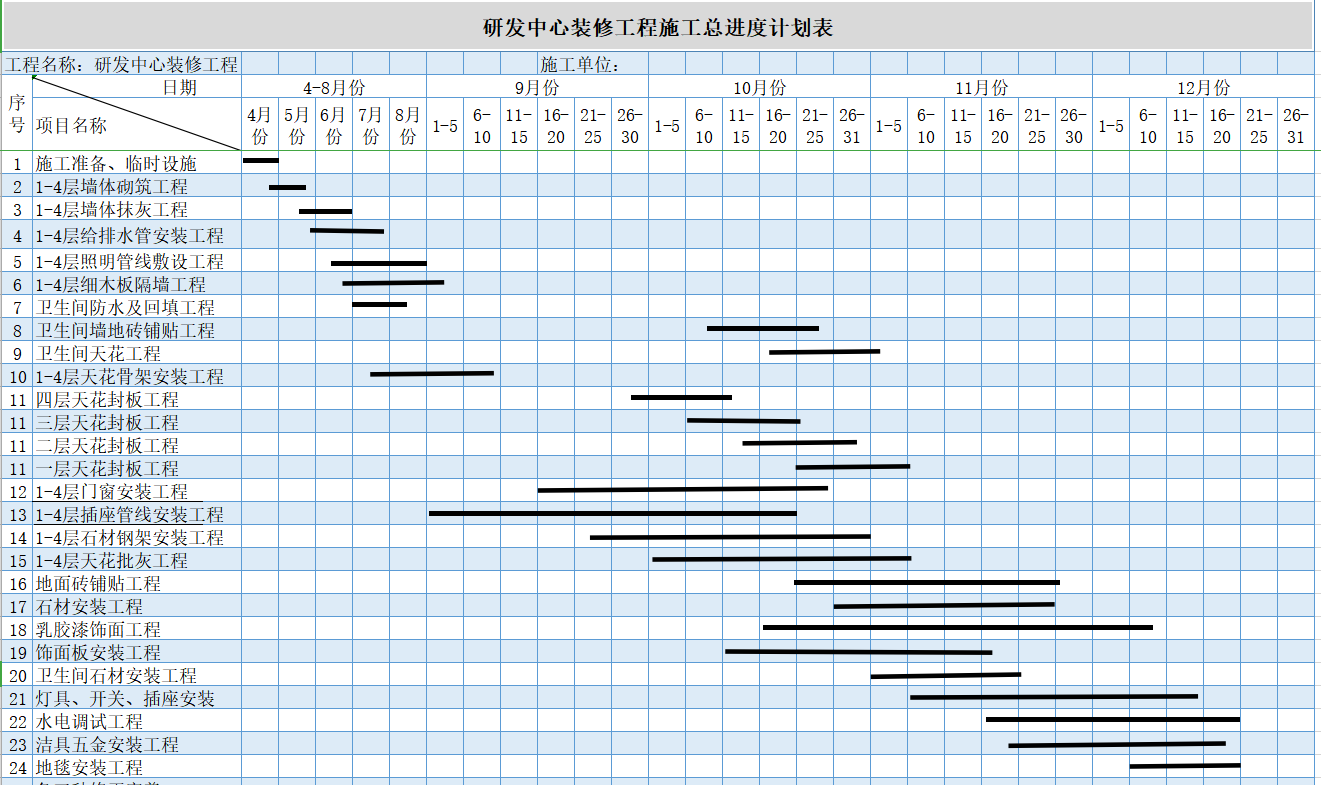 研发中心装修工程施工总进度计划表
工程名称：研发中心装修工程 施工单位：
序号 日期 项目名称 4-8月份 9月份 10月份 11月份 12月份
4月份 5月份 6月份 7月份 8月份 1-5 6-10 11-15 16-20 21-25 26-30 1-5 6-10 11-15 16-20 21-25 26-31 1-5 6-10 11-15 16-20 21-25 26-30 1-5 6-10 11-15 16-20 21-25 26-31
1 施工准备、临时设施
2 1-4层墙体砌筑工程
3 1-4层墙体抹灰工程
4 1-4层给排水管安装工程
5 1-4层照明管线敷设工程
6 1-4层细木板隔墙工程
7 卫生间防水及回填工程
8 卫生间墙地砖铺贴工程
9 卫生间天花工程
10 1-4层天花骨架安装工程
11 四层天花封板工程
11 三层天花封板工程
11 二层天花封板工程
11 一层天花封板工程
12 1-4层门窗安装工程
13 1-4层插座管线安装工程
14 1-4层石材钢架安装工程
15 1-4层天花批灰工程
16 地面砖铺贴工程
17 石材安装工程
18 乳胶漆饰面工程
19 饰面板安装工程
20 卫生间石材安装工程
21 灯具、开关、插座安装
22 水电调试工程
23 洁具五金安装工程
24 地毯安装工程